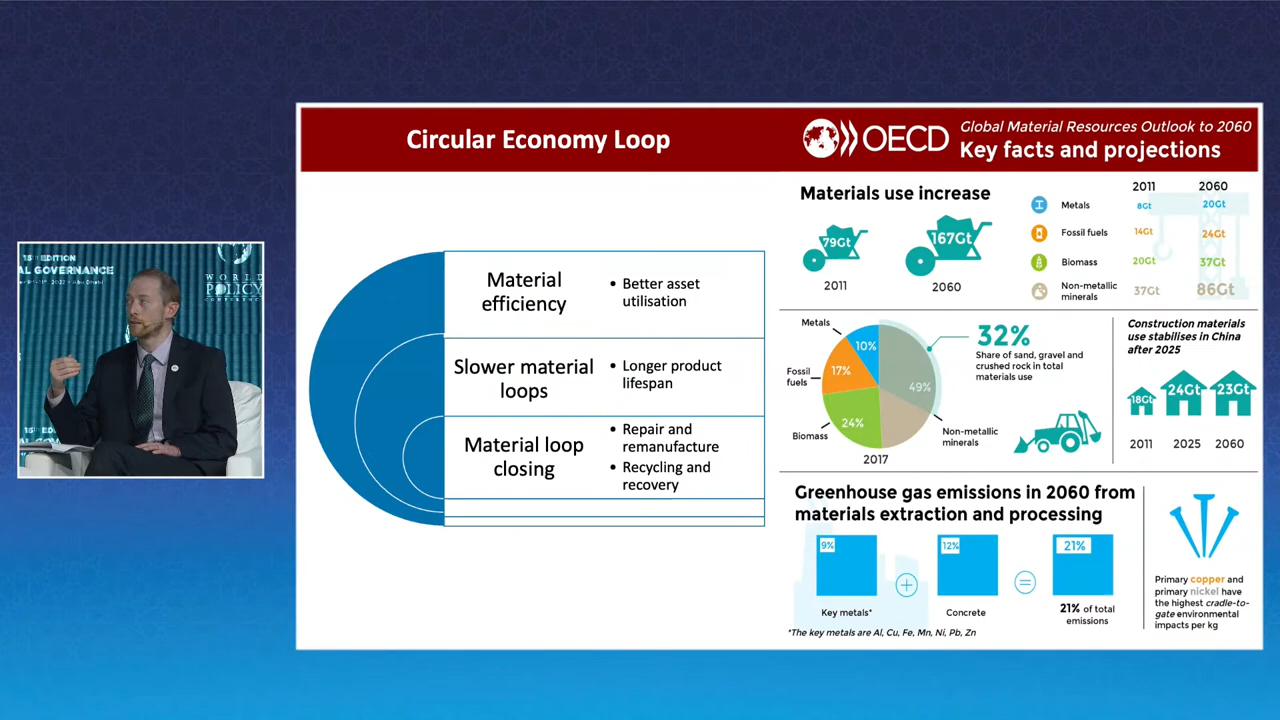 15TH EDITION
AL GOVERNANCE
WORLD
POLICY
CONFERENCE
Circular Economy Loop
Material
efficiency
• Better asset
utilisation
Slower material
loops
• Longer product
lifespan
Material loop
closing
• Repair and
remanufacture
• Recycling and
recovery
OECD
Global Material Resources Outlook to 2060
Key facts and projections
Materials use increase
79Gt
167Gt
2011
2060
2011 2060
Metals 8Gt 20Gt
Fossil fuels 14Gt 24Gt
Biomass 20Gt 37Gt
Non-metallic
minerals 37Gt 86Gt
Metals
10%
Fossil
fuels
17%
49%
Biomass
24%
Non-metallic
minerals
2017
32%
Share of sand, gravel and
crushed rock in total
materials use
Construction materials
use stabilises in China
after 2025
18Gt 24Gt 23Gt
2011 2025 2060
Greenhouse gas emissions in 2060 from
materials extraction and processing
9% + 12% = 21%
Key metals*
Concrete
21% of total
emissions
*The key metals are Al, Cu, Fe, Mn, Ni, Pb, Zn
Primary copper and
primary nickel have
the highest cradle-to-
gate environmental
impacts per kg